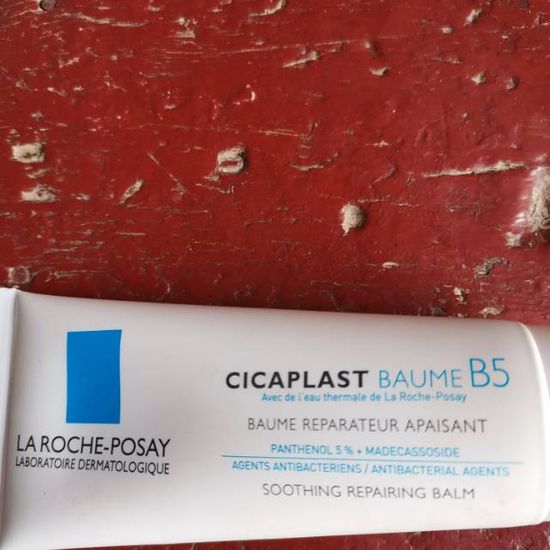 LA ROCHE-POSAY
LABORATOIRE DERMATOLOGIQUE
CICAPLAST BAUME B5
Avec de l'eau thermale de La Roche-Posay
BAUME REPARATEUR APAISANT
PANTHENOL 5% + MADECASSOSIDE
AGENTS ANTIBACTERIENS / ANTIBACTERIAL AGENTS
SOOTHING REPAIRING BALM